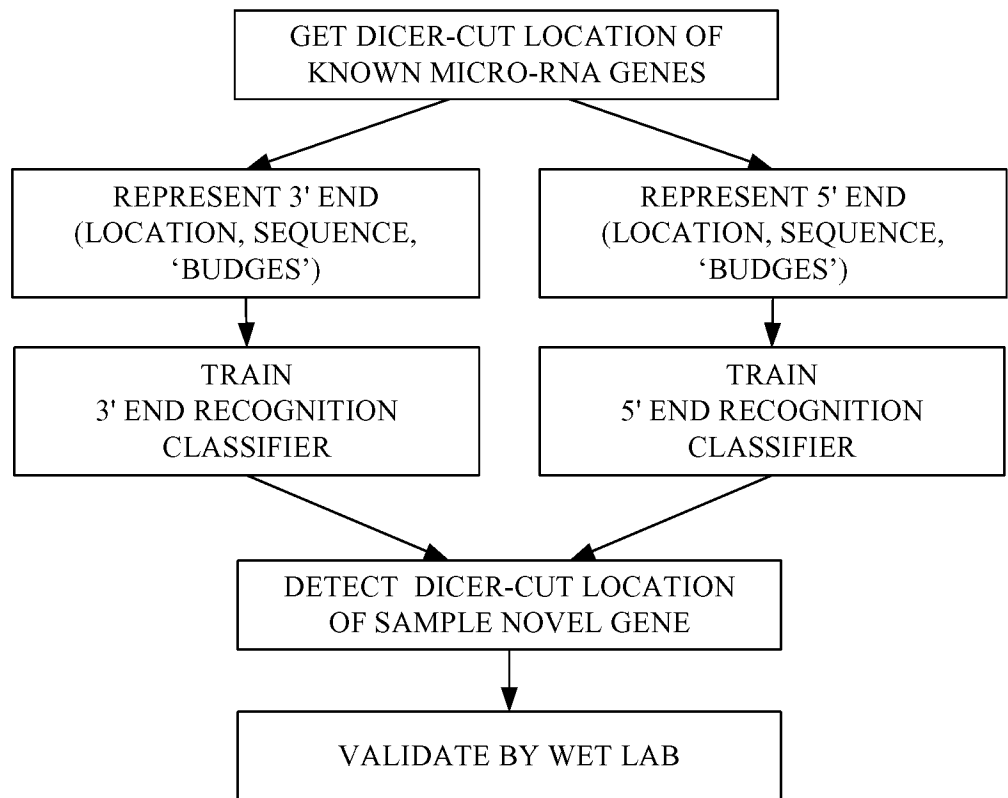 GET DICER-CUT LOCATION OF
KNOWN MICRO-RNA GENES
REPRESENT 3' END
(LOCATION, SEQUENCE,
‘BUDGES’)
REPRESENT 5' END
(LOCATION, SEQUENCE,
‘BUDGES’)
TRAIN
3' END RECOGNITION
CLASSIFIER
TRAIN
5' END RECOGNITION
CLASSIFIER
DETECT DICER-CUT LOCATION
OF SAMPLE NOVEL GENE
VALIDATE BY WET LAB